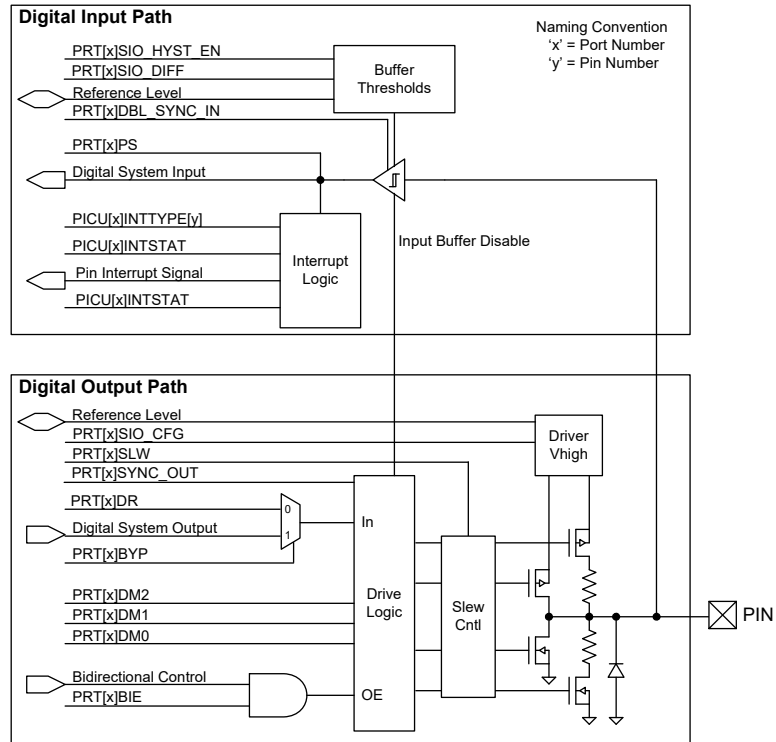 Digital Input Path
Naming Convention
‘x’ = Port Number
‘y’ = Pin Number
PRT[x]SIO_HYST_EN
PRT[x]SIO_DIFF
Reference Level
PRT[x]DBL_SYNC_IN
Buffer
Thresholds
PRT[x]PS
Digital System Input
PICU[x]INTTYPE[y]
PICU[x]INTSTAT
Pin Interrupt Signal
PICU[x]INTSTAT
Interrupt
Logic
Input Buffer Disable
Digital Output Path
Reference Level
PRT[x]SIO_CFG
PRT[x]SLW
PRT[x]SYNC_OUT
Driver
Vhigh
PRT[x]DR
Digital System Output
PRT[x]BYP
0
1
In
PRT[x]DM2
PRT[x]DM1
PRT[x]DM0
Drive
Logic
Slew
Cntl
PIN
Bidirectional Control
PRT[x]BIE
OE